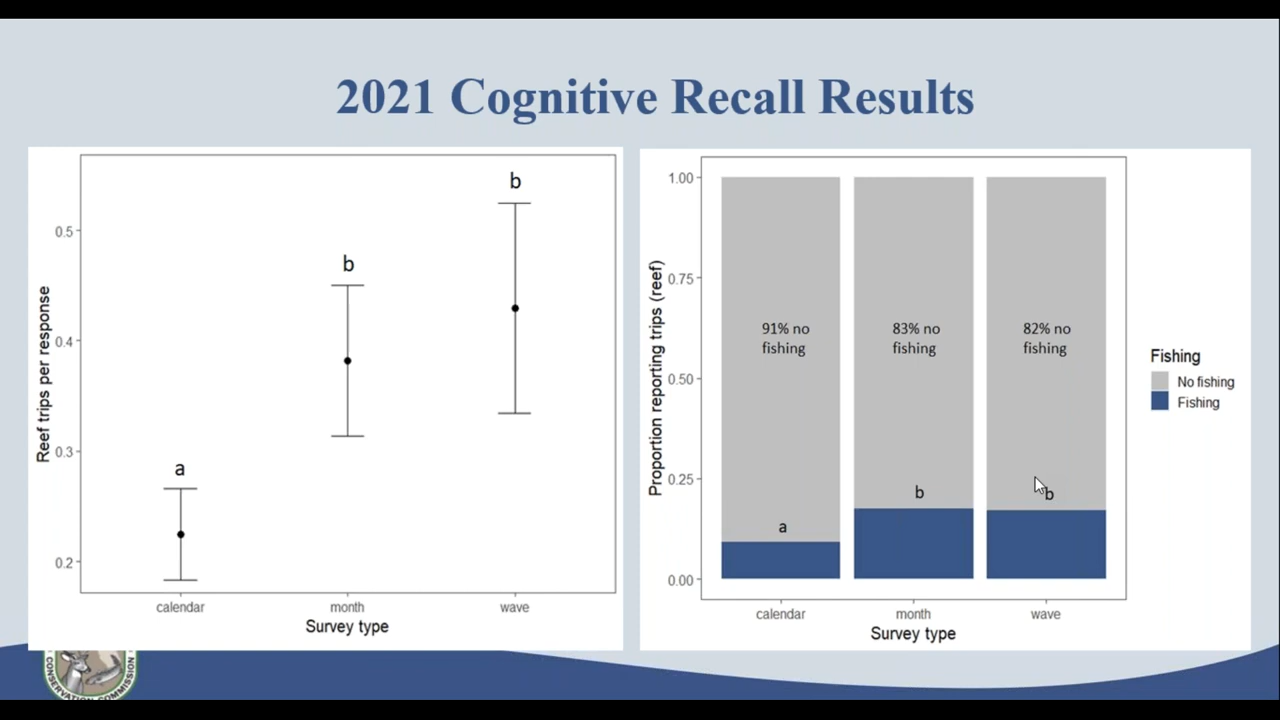 2021 Cognitive Recall Results
Reef trips per response
0.5
0.4
0.3
0.2
a
b
b
calendar
month
wave
Survey type
Proportion reporting trips (reef)
1.00
0.75
0.50
0.25
0.00
91% no
fishing
83% no
fishing
82% no
fishing
a
b
b
calendar
month
wave
Survey type
Fishing
No fishing
Fishing
CONSERVATION COMMISSION